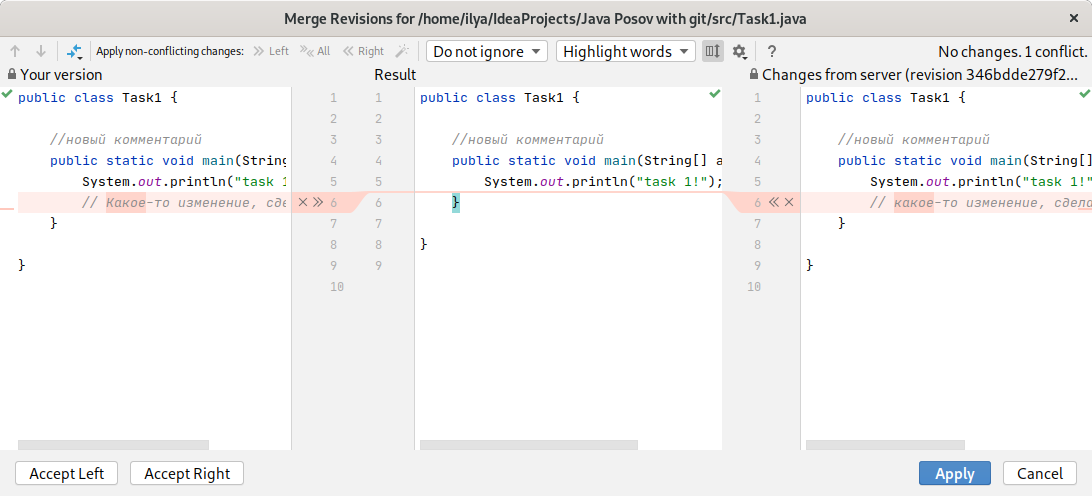 Merge Revisions for /home/ilya/IdeaProjects/Java Posov with git/src/Task1.java
Apply non-conflicting changes: Left All Right Do not ignore Highlight words ? No changes. 1 conflict.
Your version Result Changes from server (revision 346bdde279f2...
public class Task1 { 1 1 public class Task1 { 1 public class Task1 {
2 2 2
//новый комментарий 3 3 //новый комментарий 3 //новый комментарий
public static void main(String 4 4 public static void main(String[] a 4 public static void main(String[]
System.out.println("task 1 5 5 System.out.println("task 1!"); 5 System.out.println("task 1!"
// Какое-то изменение, сде 6 6 } 6 // какое-то изменение, сдела
} 7 7 7 }
8 8 } 8
} 9 9 9 }
10 10
Accept Left Accept Right Apply Cancel